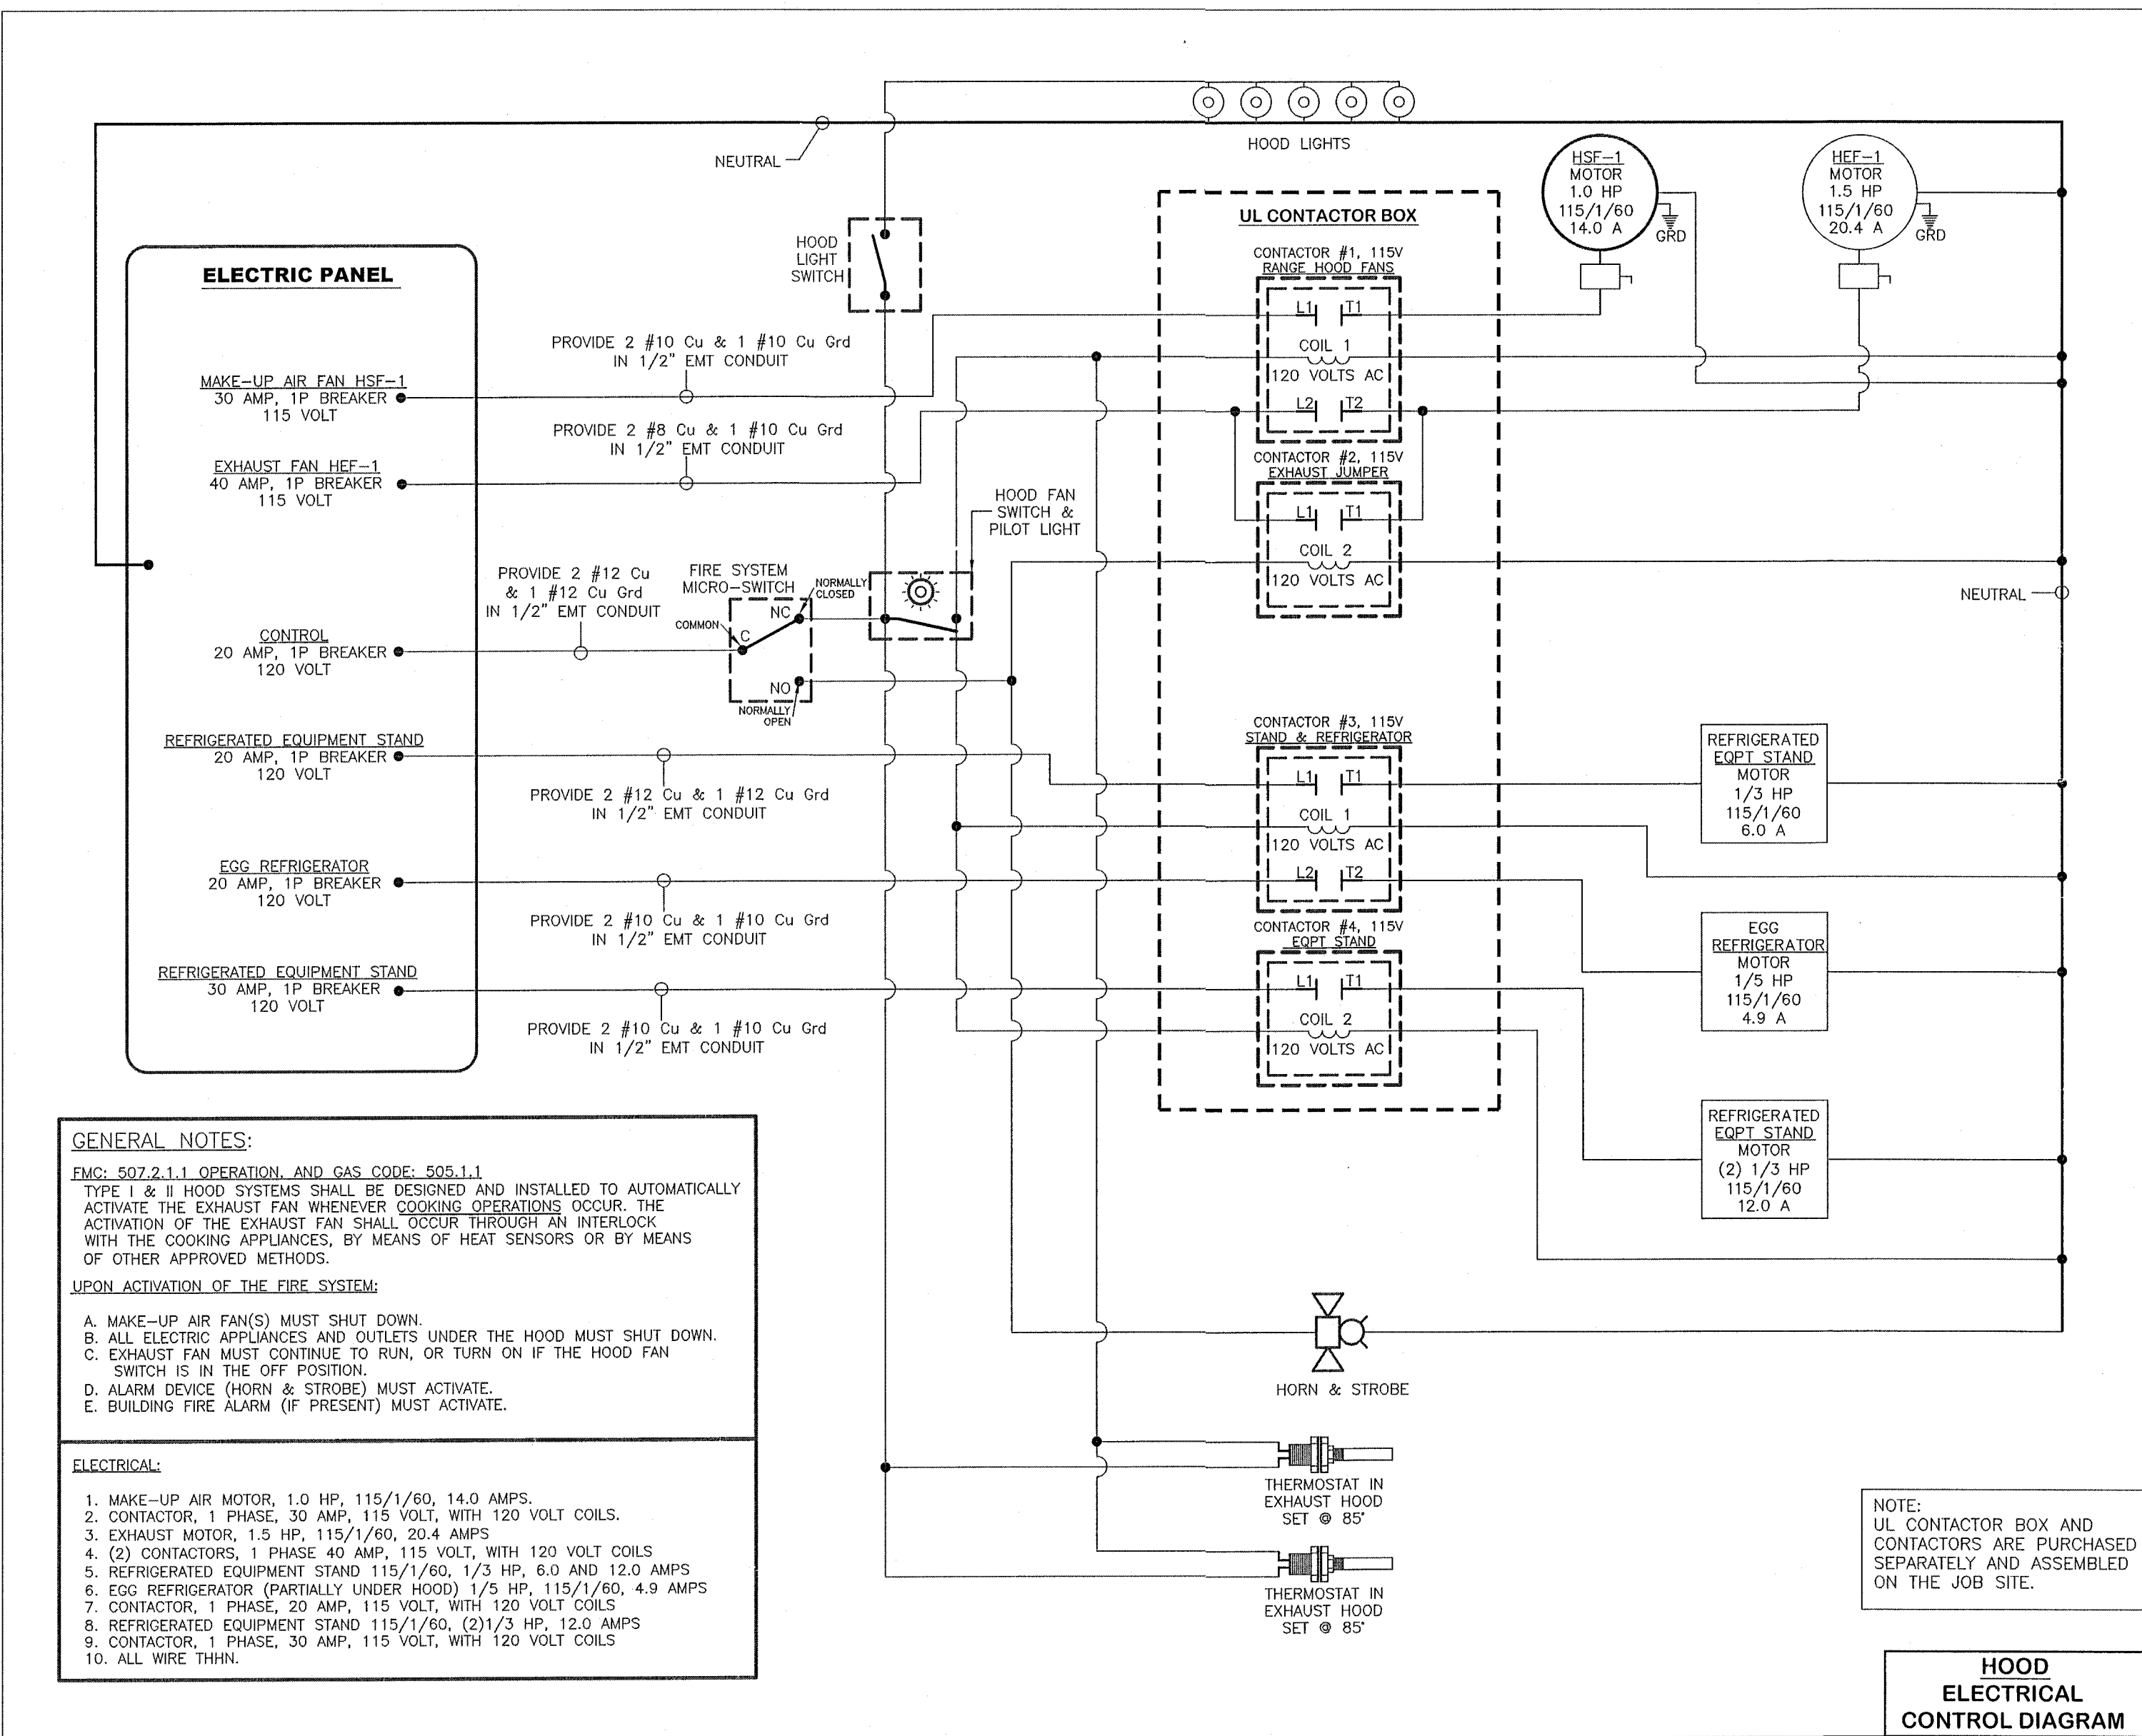 HOOD LIGHTS
NEUTRAL
HSF-1
MOTOR
1.0 HP
115/1/60
14.0 A
GRD
HEF-1
MOTOR
1.5 HP
115/1/60
20.4 A
GRD
HOOD
LIGHT
SWITCH
UL CONTACTOR BOX
CONTACTOR #1, 115V
RANGE HOOD FANS
L1 T1
COIL 1
120 VOLTS AC
L2 T2
CONTACTOR #2, 115V
EXHAUST JUMPER
L1 T1
COIL 2
120 VOLTS AC
ELECTRIC PANEL
MAKE-UP AIR FAN HSF-1
30 AMP, 1P BREAKER
115 VOLT
PROVIDE 2 #10 Cu & 1 #10 Cu Grd
IN 1/2" EMT CONDUIT
EXHAUST FAN HEF-1
40 AMP, 1P BREAKER
115 VOLT
PROVIDE 2 #8 Cu & 1 #10 Cu Grd
IN 1/2" EMT CONDUIT
HOOD FAN
SWITCH &
PILOT LIGHT
PROVIDE 2 #12 Cu
& 1 #12 Cu Grd
IN 1/2" EMT CONDUIT
FIRE SYSTEM
MICRO-SWITCH
NORMALLY
CLOSED
NC
COMMON
C
NO
NORMALLY
OPEN
NEUTRAL
CONTROL
20 AMP, 1P BREAKER
120 VOLT
REFRIGERATED EQUIPMENT STAND
20 AMP, 1P BREAKER
120 VOLT
PROVIDE 2 #12 Cu & 1 #12 Cu Grd
IN 1/2" EMT CONDUIT
EGG REFRIGERATOR
20 AMP, 1P BREAKER
120 VOLT
PROVIDE 2 #10 Cu & 1 #10 Cu Grd
IN 1/2" EMT CONDUIT
REFRIGERATED EQUIPMENT STAND
30 AMP, 1P BREAKER
120 VOLT
PROVIDE 2 #10 Cu & 1 #10 Cu Grd
IN 1/2" EMT CONDUIT
CONTACTOR #3, 115V
STAND & REFRIGERATOR
L1 T1
COIL 1
120 VOLTS AC
L2 T2
CONTACTOR #4, 115V
EQPT STAND
L1 T1
COIL 2
120 VOLTS AC
REFRIGERATED
EQPT STAND
MOTOR
1/3 HP
115/1/60
6.0 A
EGG
REFRIGERATOR
MOTOR
1/5 HP
115/1/60
4.9 A
REFRIGERATED
EQPT STAND
MOTOR
(2) 1/3 HP
115/1/60
12.0 A
HORN & STROBE
THERMOSTAT IN
EXHAUST HOOD
SET @ 85°
THERMOSTAT IN
EXHAUST HOOD
SET @ 85°
GENERAL NOTES:
FMC: 507.2.1.1 OPERATION, AND GAS CODE: 505.1.1
TYPE I & II HOOD SYSTEMS SHALL BE DESIGNED AND INSTALLED TO AUTOMATICALLY
ACTIVATE THE EXHAUST FAN WHENEVER COOKING OPERATIONS OCCUR. THE
ACTIVATION OF THE EXHAUST FAN SHALL OCCUR THROUGH AN INTERLOCK
WITH THE COOKING APPLIANCES, BY MEANS OF HEAT SENSORS OR BY MEANS
OF OTHER APPROVED METHODS.
UPON ACTIVATION OF THE FIRE SYSTEM:
A. MAKE-UP AIR FAN(S) MUST SHUT DOWN.
B. ALL ELECTRIC APPLIANCES AND OUTLETS UNDER THE HOOD MUST SHUT DOWN.
C. EXHAUST FAN MUST CONTINUE TO RUN, OR TURN ON IF THE HOOD FAN
SWITCH IS IN THE OFF POSITION.
D. ALARM DEVICE (HORN & STROBE) MUST ACTIVATE.
E. BUILDING FIRE ALARM (IF PRESENT) MUST ACTIVATE.
ELECTRICAL:
1. MAKE-UP AIR MOTOR, 1.0 HP, 115/1/60, 14.0 AMPS.
2. CONTACTOR, 1 PHASE, 30 AMP, 115 VOLT, WITH 120 VOLT COILS.
3. EXHAUST MOTOR, 1.5 HP, 115/1/60, 20.4 AMPS
4. (2) CONTACTORS, 1 PHASE 40 AMP, 115 VOLT, WITH 120 VOLT COILS
5. REFRIGERATED EQUIPMENT STAND 115/1/60, 1/3 HP, 6.0 AND 12.0 AMPS
6. EGG REFRIGERATOR (PARTIALLY UNDER HOOD) 1/5 HP, 115/1/60, 4.9 AMPS
7. CONTACTOR, 1 PHASE, 20 AMP, 115 VOLT, WITH 120 VOLT COILS
8. REFRIGERATED EQUIPMENT STAND 115/1/60, (2)1/3 HP, 12.0 AMPS
9. CONTACTOR, 1 PHASE, 30 AMP, 115 VOLT, WITH 120 VOLT COILS
10. ALL WIRE THHN.
NOTE:
UL CONTACTOR BOX AND
CONTACTORS ARE PURCHASED
SEPARATELY AND ASSEMBLED
ON THE JOB SITE.
HOOD
ELECTRICAL
CONTROL DIAGRAM